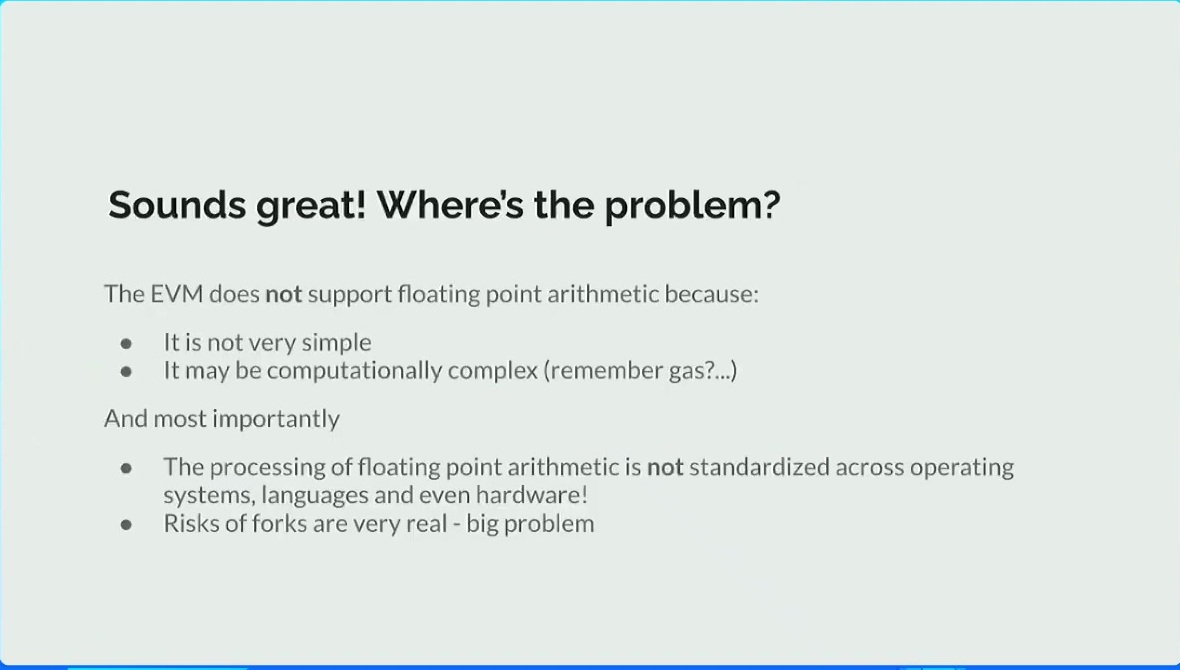 Sounds great! Where's the problem?
The EVM does not support floating point arithmetic because:
● It is not very simple
● It may be computationally complex (remember gas?...)
And most importantly
● The processing of floating point arithmetic is not standardized across operating
systems, languages and even hardware!
● Risks of forks are very real - big problem